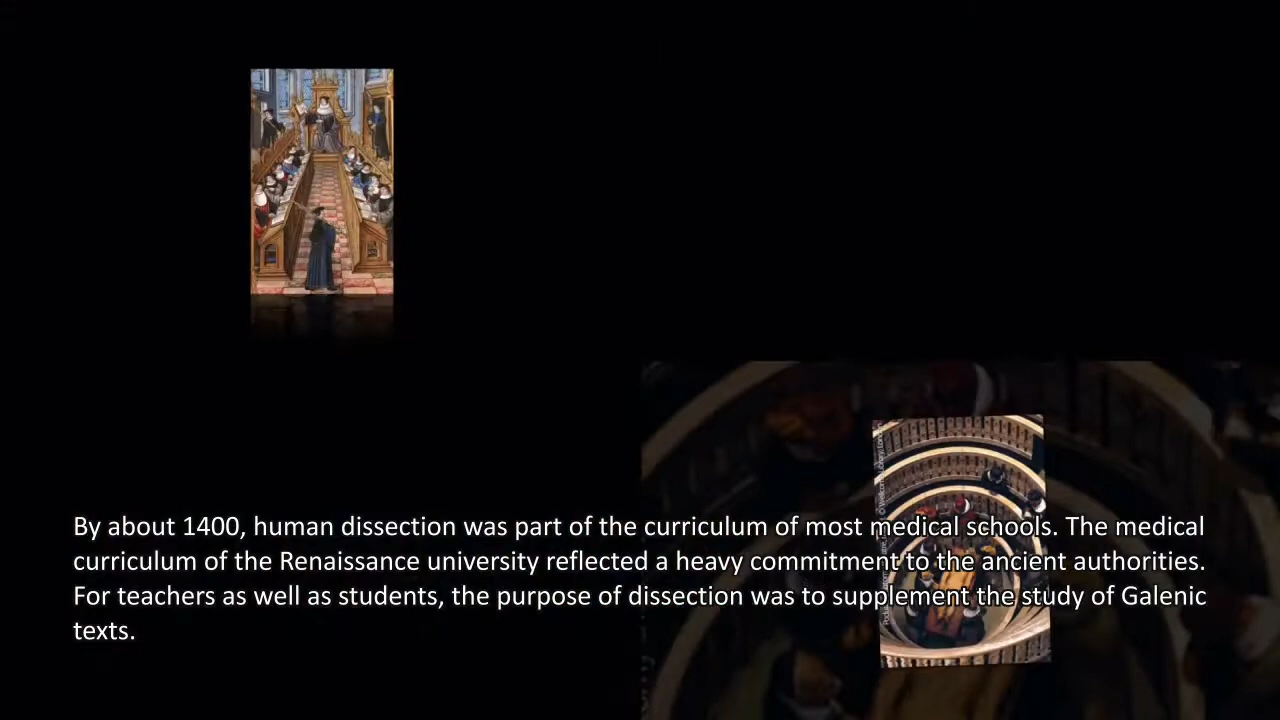 By about 1400, human dissection was part of the curriculum of most medical schools. The medical
curriculum of the Renaissance university reflected a heavy commitment to the ancient authorities.
For teachers as well as students, the purpose of dissection was to supplement the study of Galenic
texts.